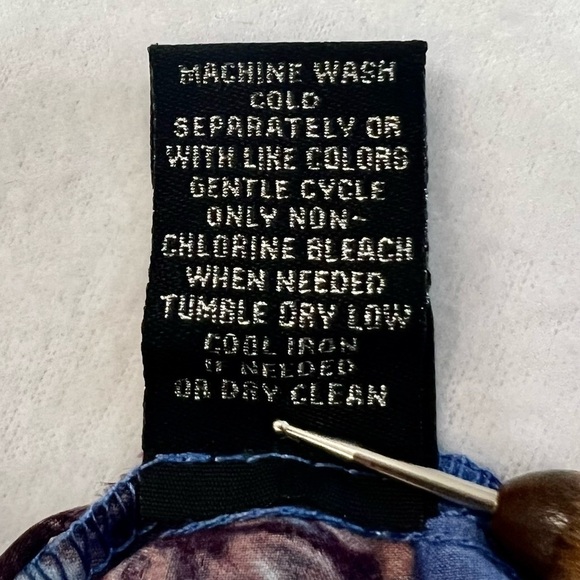 MACHINE WASH
COLD
SEPARATELY OR
WITH LIKE COLORS
GENTLE CYCLE
ONLY NON-
CHLORINE BLEACH
WHEN NEEDED
TUMBLE DRY LOW
COOL IRON
IF NEEDED
OR DRY CLEAN